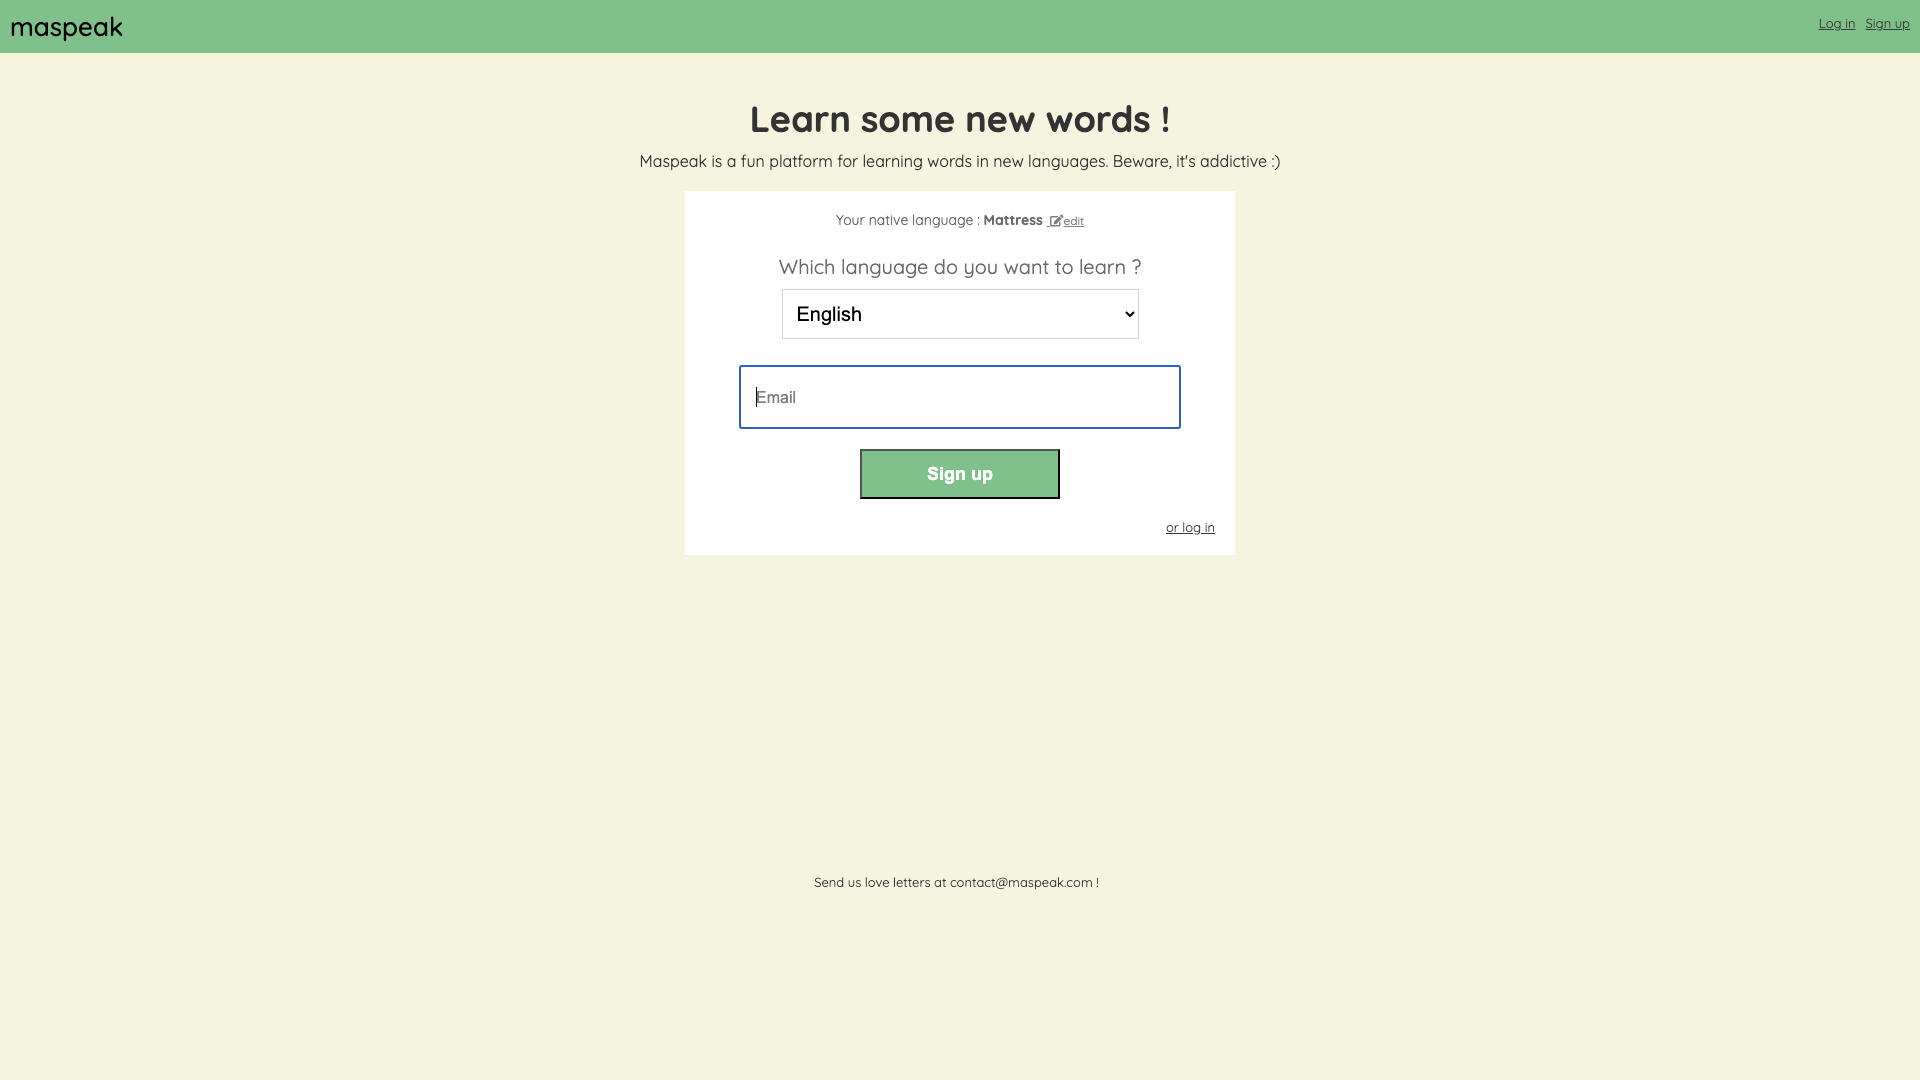 maspeak
Log in Sign up
Learn some new words !
Maspeak is a fun platform for learning words in new languages. Beware, it's addictive :)
Your native language : Mattress edit
Which language do you want to learn ?
English
Email
Sign up
or log in
Send us love letters at contact@maspeak.com !